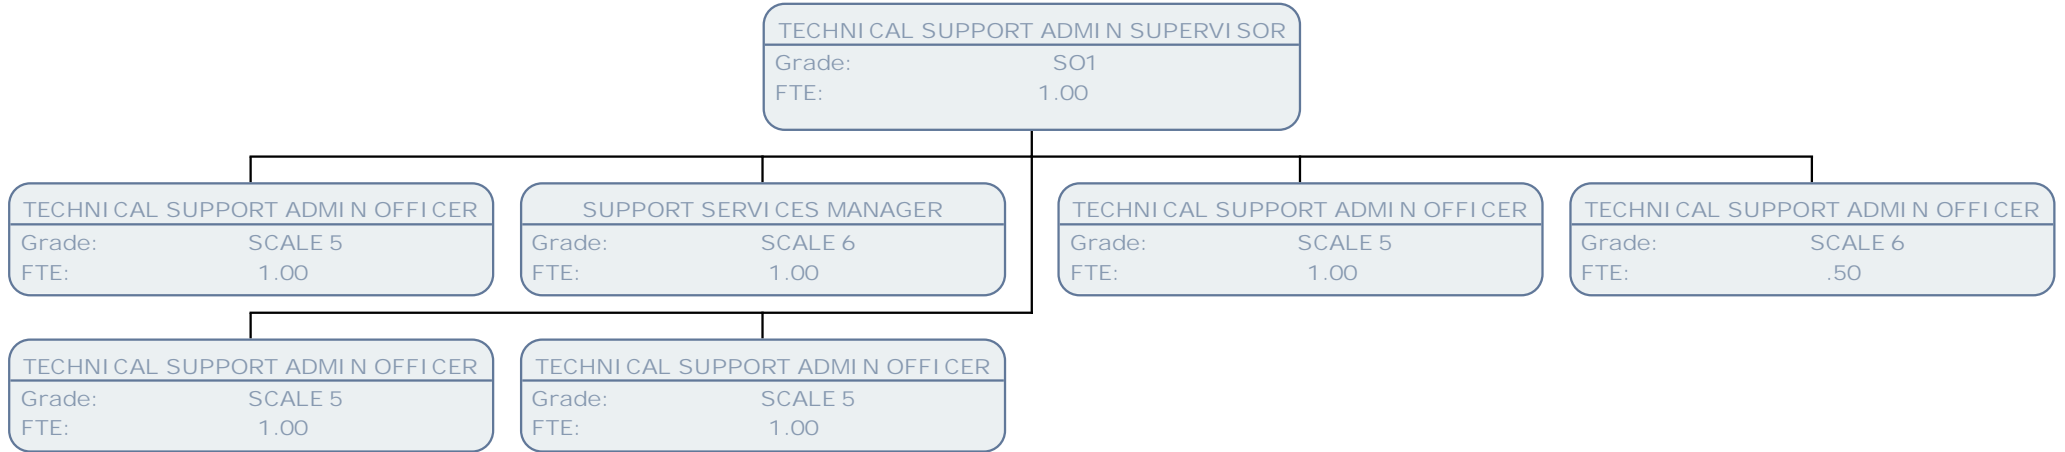 TECHNICAL SUPPORT ADMIN SUPERVISOR
Grade: SO1
FTE: 1.00
TECHNICAL SUPPORT ADMIN OFFICER
Grade: SCALE 5
FTE: 1.00
SUPPORT SERVICES MANAGER
Grade: SCALE 6
FTE: 1.00
TECHNICAL SUPPORT ADMIN OFFICER
Grade: SCALE 5
FTE: 1.00
TECHNICAL SUPPORT ADMIN OFFICER
Grade: SCALE 6
FTE: .50
TECHNICAL SUPPORT ADMIN OFFICER
Grade: SCALE 5
FTE: 1.00
TECHNICAL SUPPORT ADMIN OFFICER
Grade: SCALE 5
FTE: 1.00